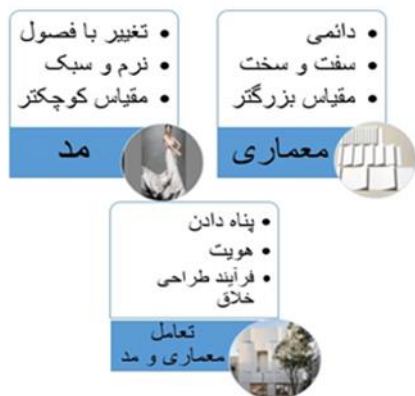 دائمی
سفت و سخت
مقیاس بزرگتر
معماری
تغییر با فصول
نرم و سبک
مقیاس کوچکتر
مد
پناه دادن
هویت
فرآیند طراحی
خلاق
تعامل
معماری و مد